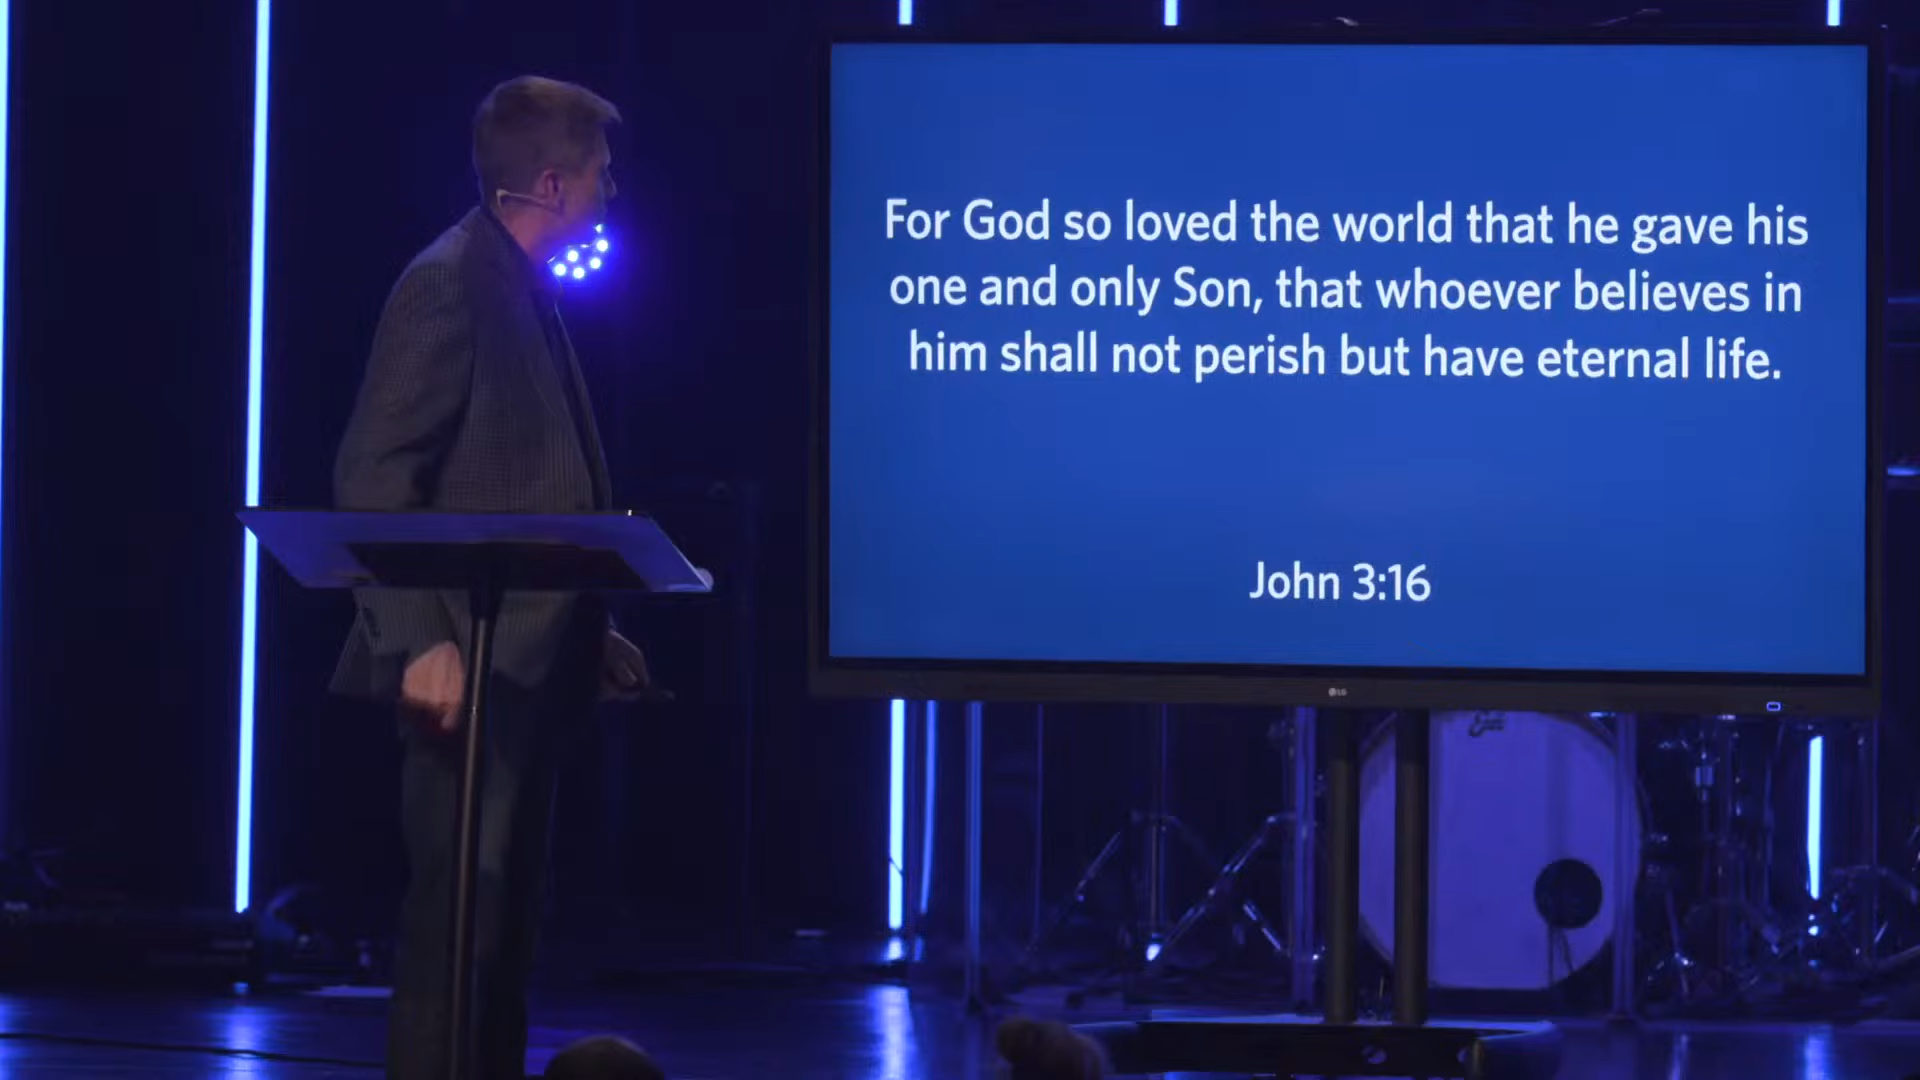 For God so loved the world that he gave his
one and only Son, that whoever believes in
him shall not perish but have eternal life.
John 3:16
LG